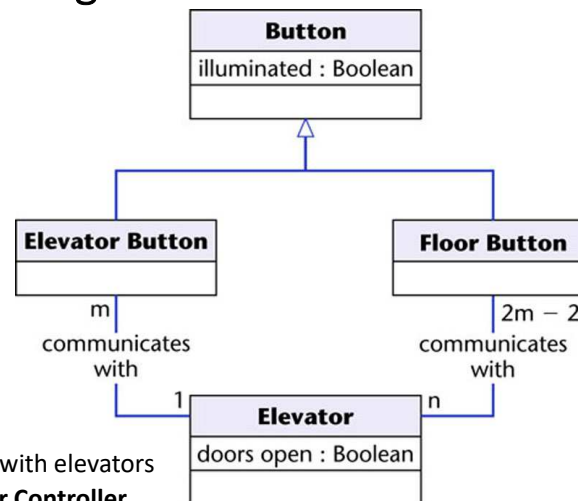 Button
illuminated : Boolean
Elevator Button
Floor Button
m
2m − 2
communicates
with
communicates
with
1
n
Elevator
doors open : Boolean
with elevators
r Controller